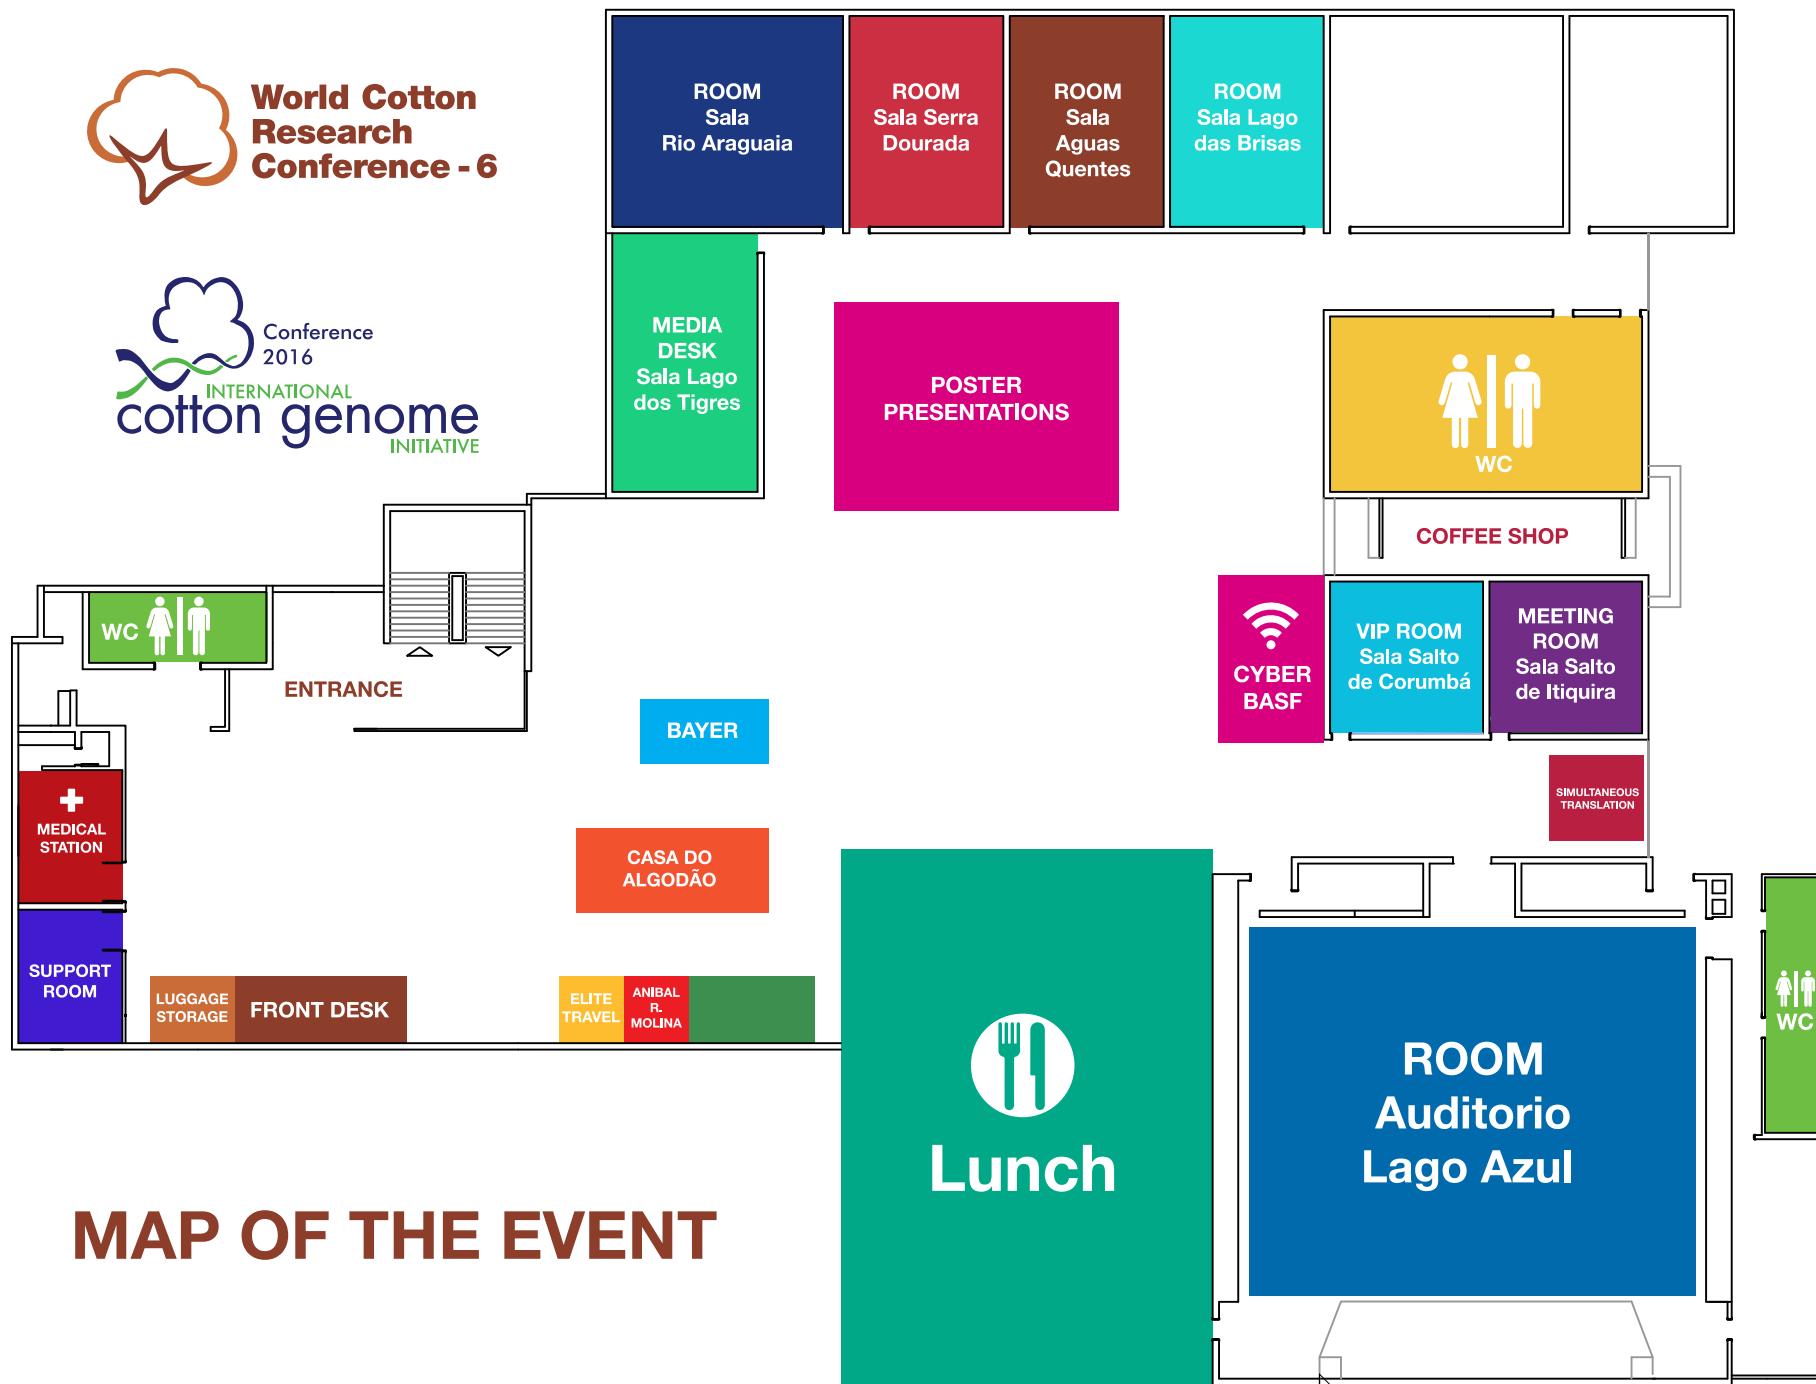 World Cotton
Research
Conference - 6
Conference
2016
INTERNATIONAL
cotton genome
INITIATIVE
ROOM
Sala
Rio Araguaia
ROOM
Sala Serra
Dourada
ROOM
Sala
Aguas
Quentes
ROOM
Sala Lago
das Brisas
MEDIA
DESK
Sala Lago
dos Tigres
POSTER
PRESENTATIONS
WC
COFFEE SHOP
CYBER
BASF
VIP ROOM
Sala Salto
de Corumbá
MEETING
ROOM
Sala Salto
de Itiquira
WC
ENTRANCE
BAYER
SIMULTANEOUS
TRANSLATION
MEDICAL
STATION
CASA DO
ALGODÃO
SUPPORT
ROOM
LUGGAGE
STORAGE
FRONT DESK
ELITE
TRAVEL
ANIBAL
R.
MOLINA
Lunch
ROOM
Auditorio
Lago Azul
WC
MAP OF THE EVENT